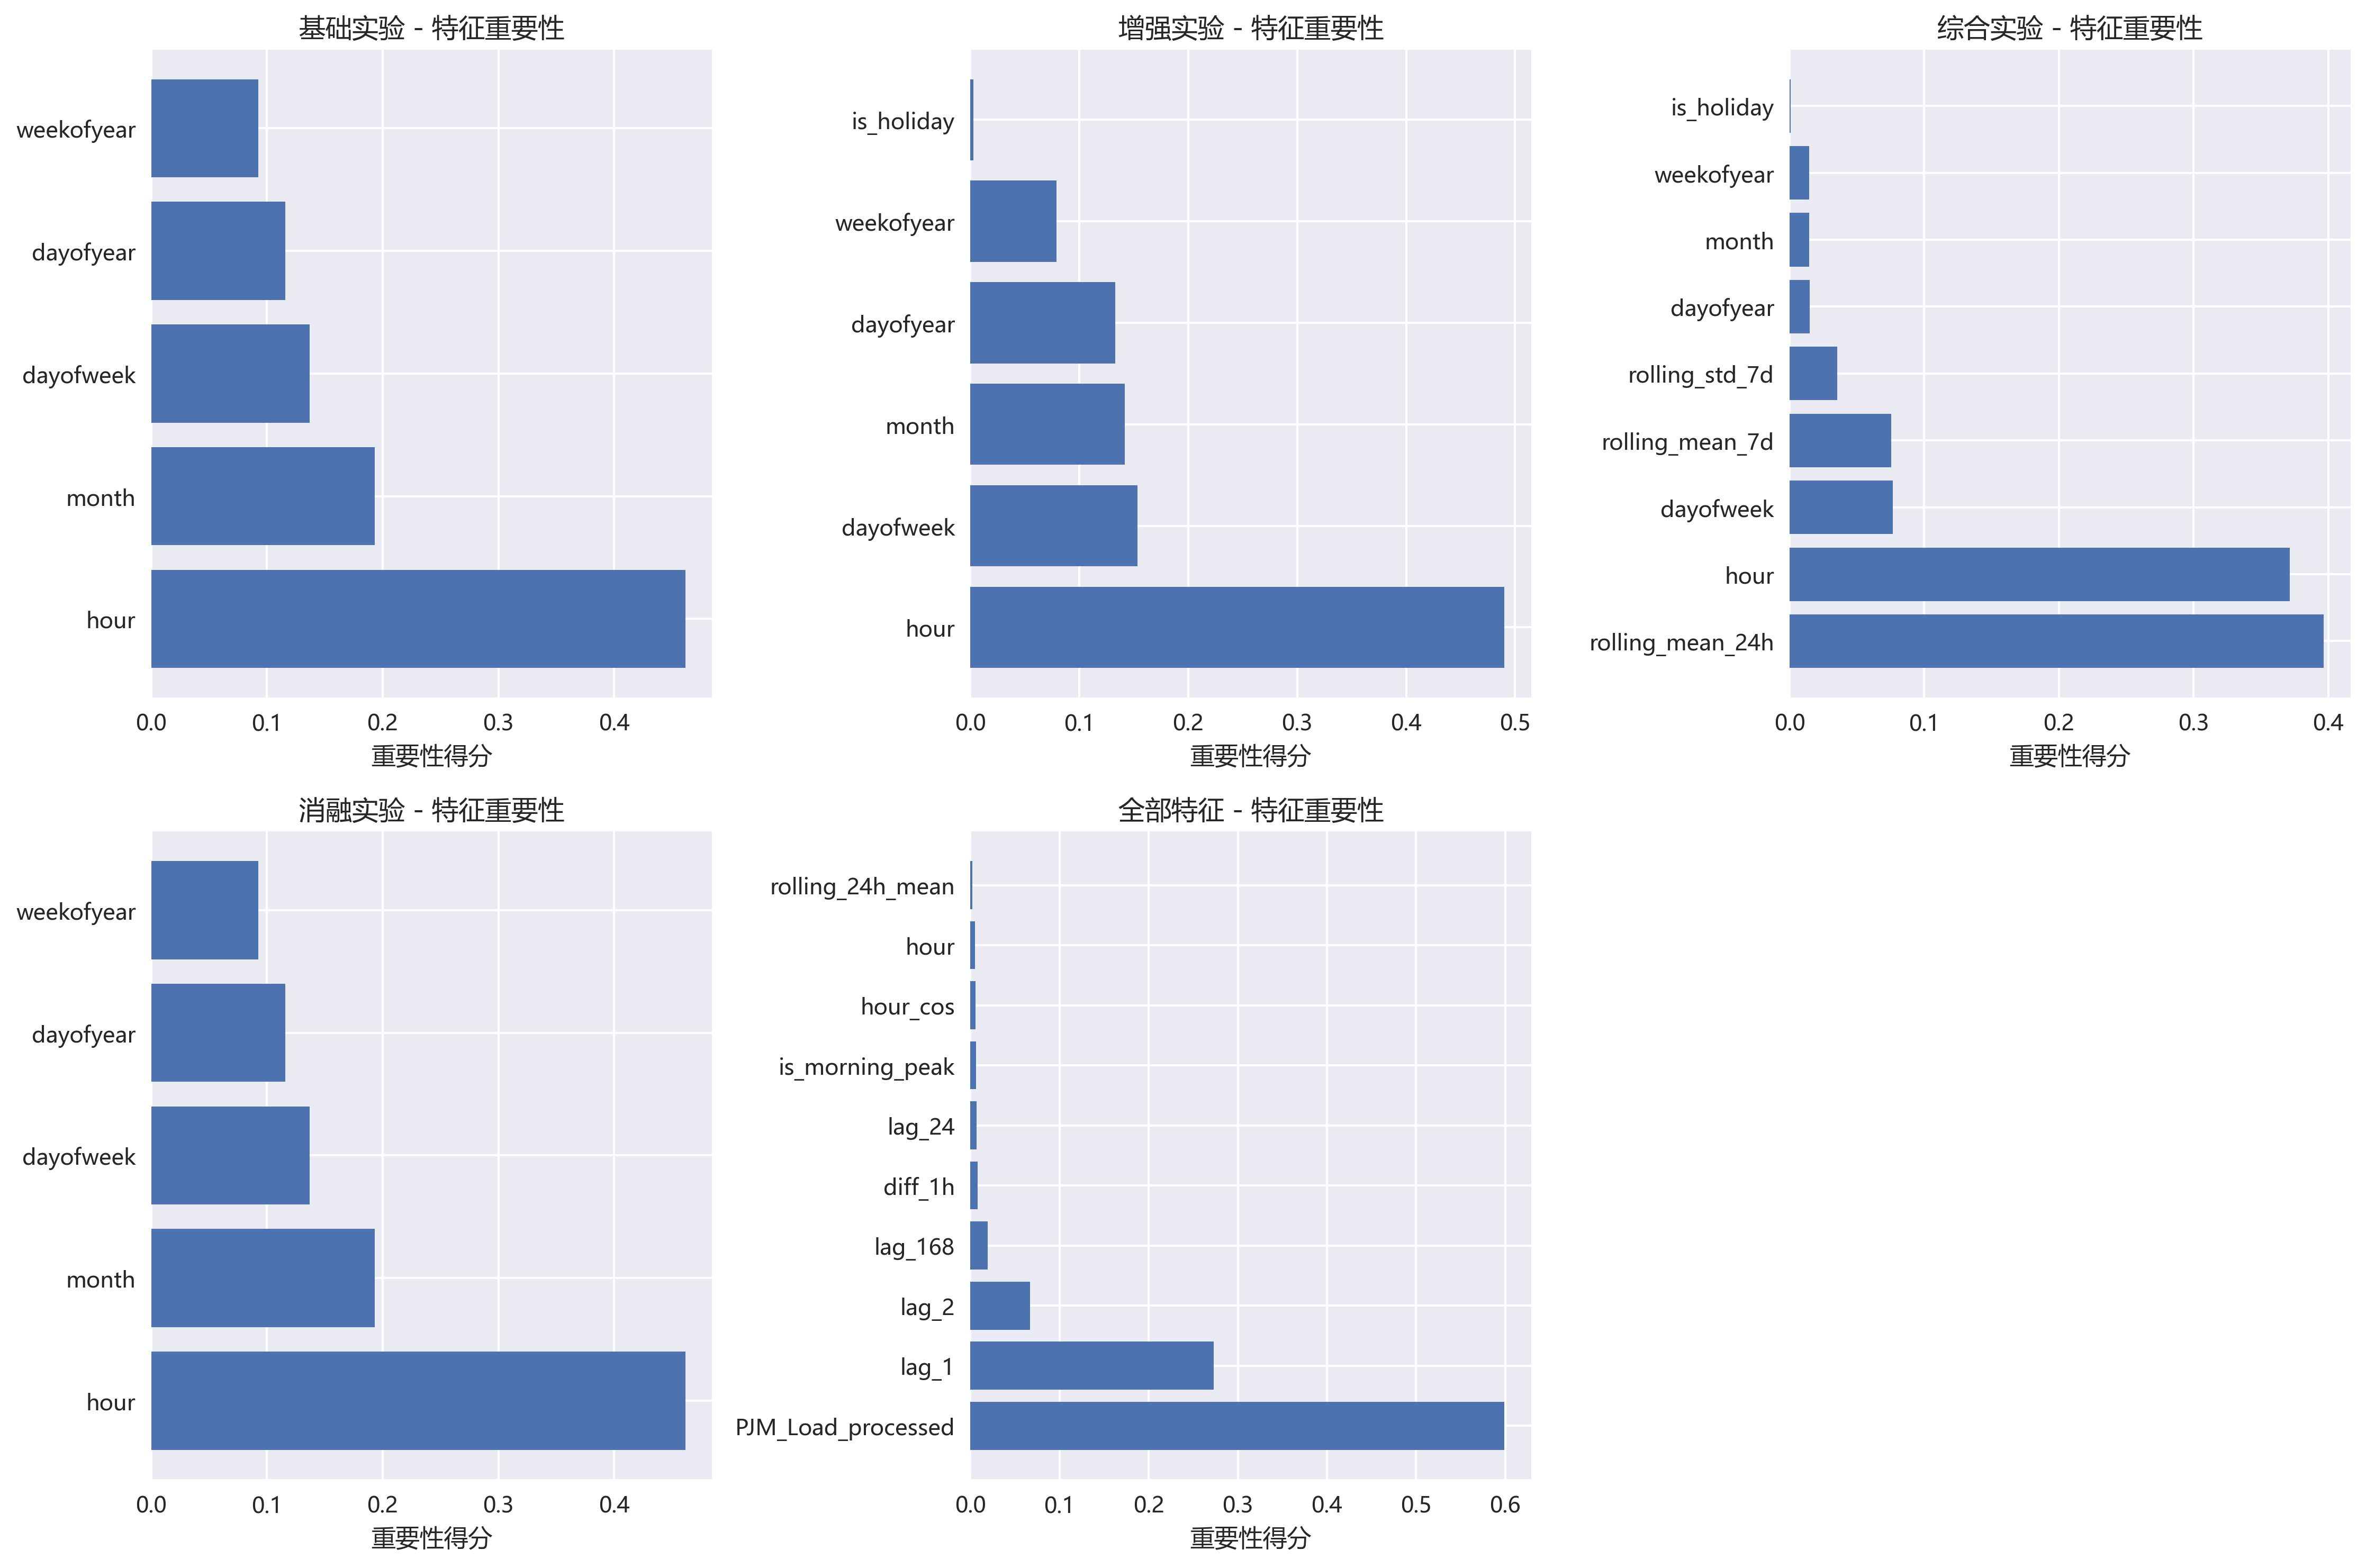 基础实验 - 特征重要性
weekofyear
dayofyear
dayofweek
month
hour
0.0 0.1 0.2 0.3 0.4
重要性得分
增强实验 - 特征重要性
is_holiday
weekofyear
dayofyear
month
dayofweek
hour
0.0 0.1 0.2 0.3 0.4 0.5
重要性得分
综合实验 - 特征重要性
is_holiday
weekofyear
month
dayofyear
rolling_std_7d
rolling_mean_7d
dayofweek
hour
rolling_mean_24h
0.0 0.1 0.2 0.3 0.4
重要性得分
消融实验 - 特征重要性
weekofyear
dayofyear
dayofweek
month
hour
0.0 0.1 0.2 0.3 0.4
重要性得分
全部特征 - 特征重要性
rolling_24h_mean
hour
hour_cos
is_morning_peak
lag_24
diff_1h
lag_168
lag_2
lag_1
PJM_Load_processed
0.0 0.1 0.2 0.3 0.4 0.5 0.6
重要性得分